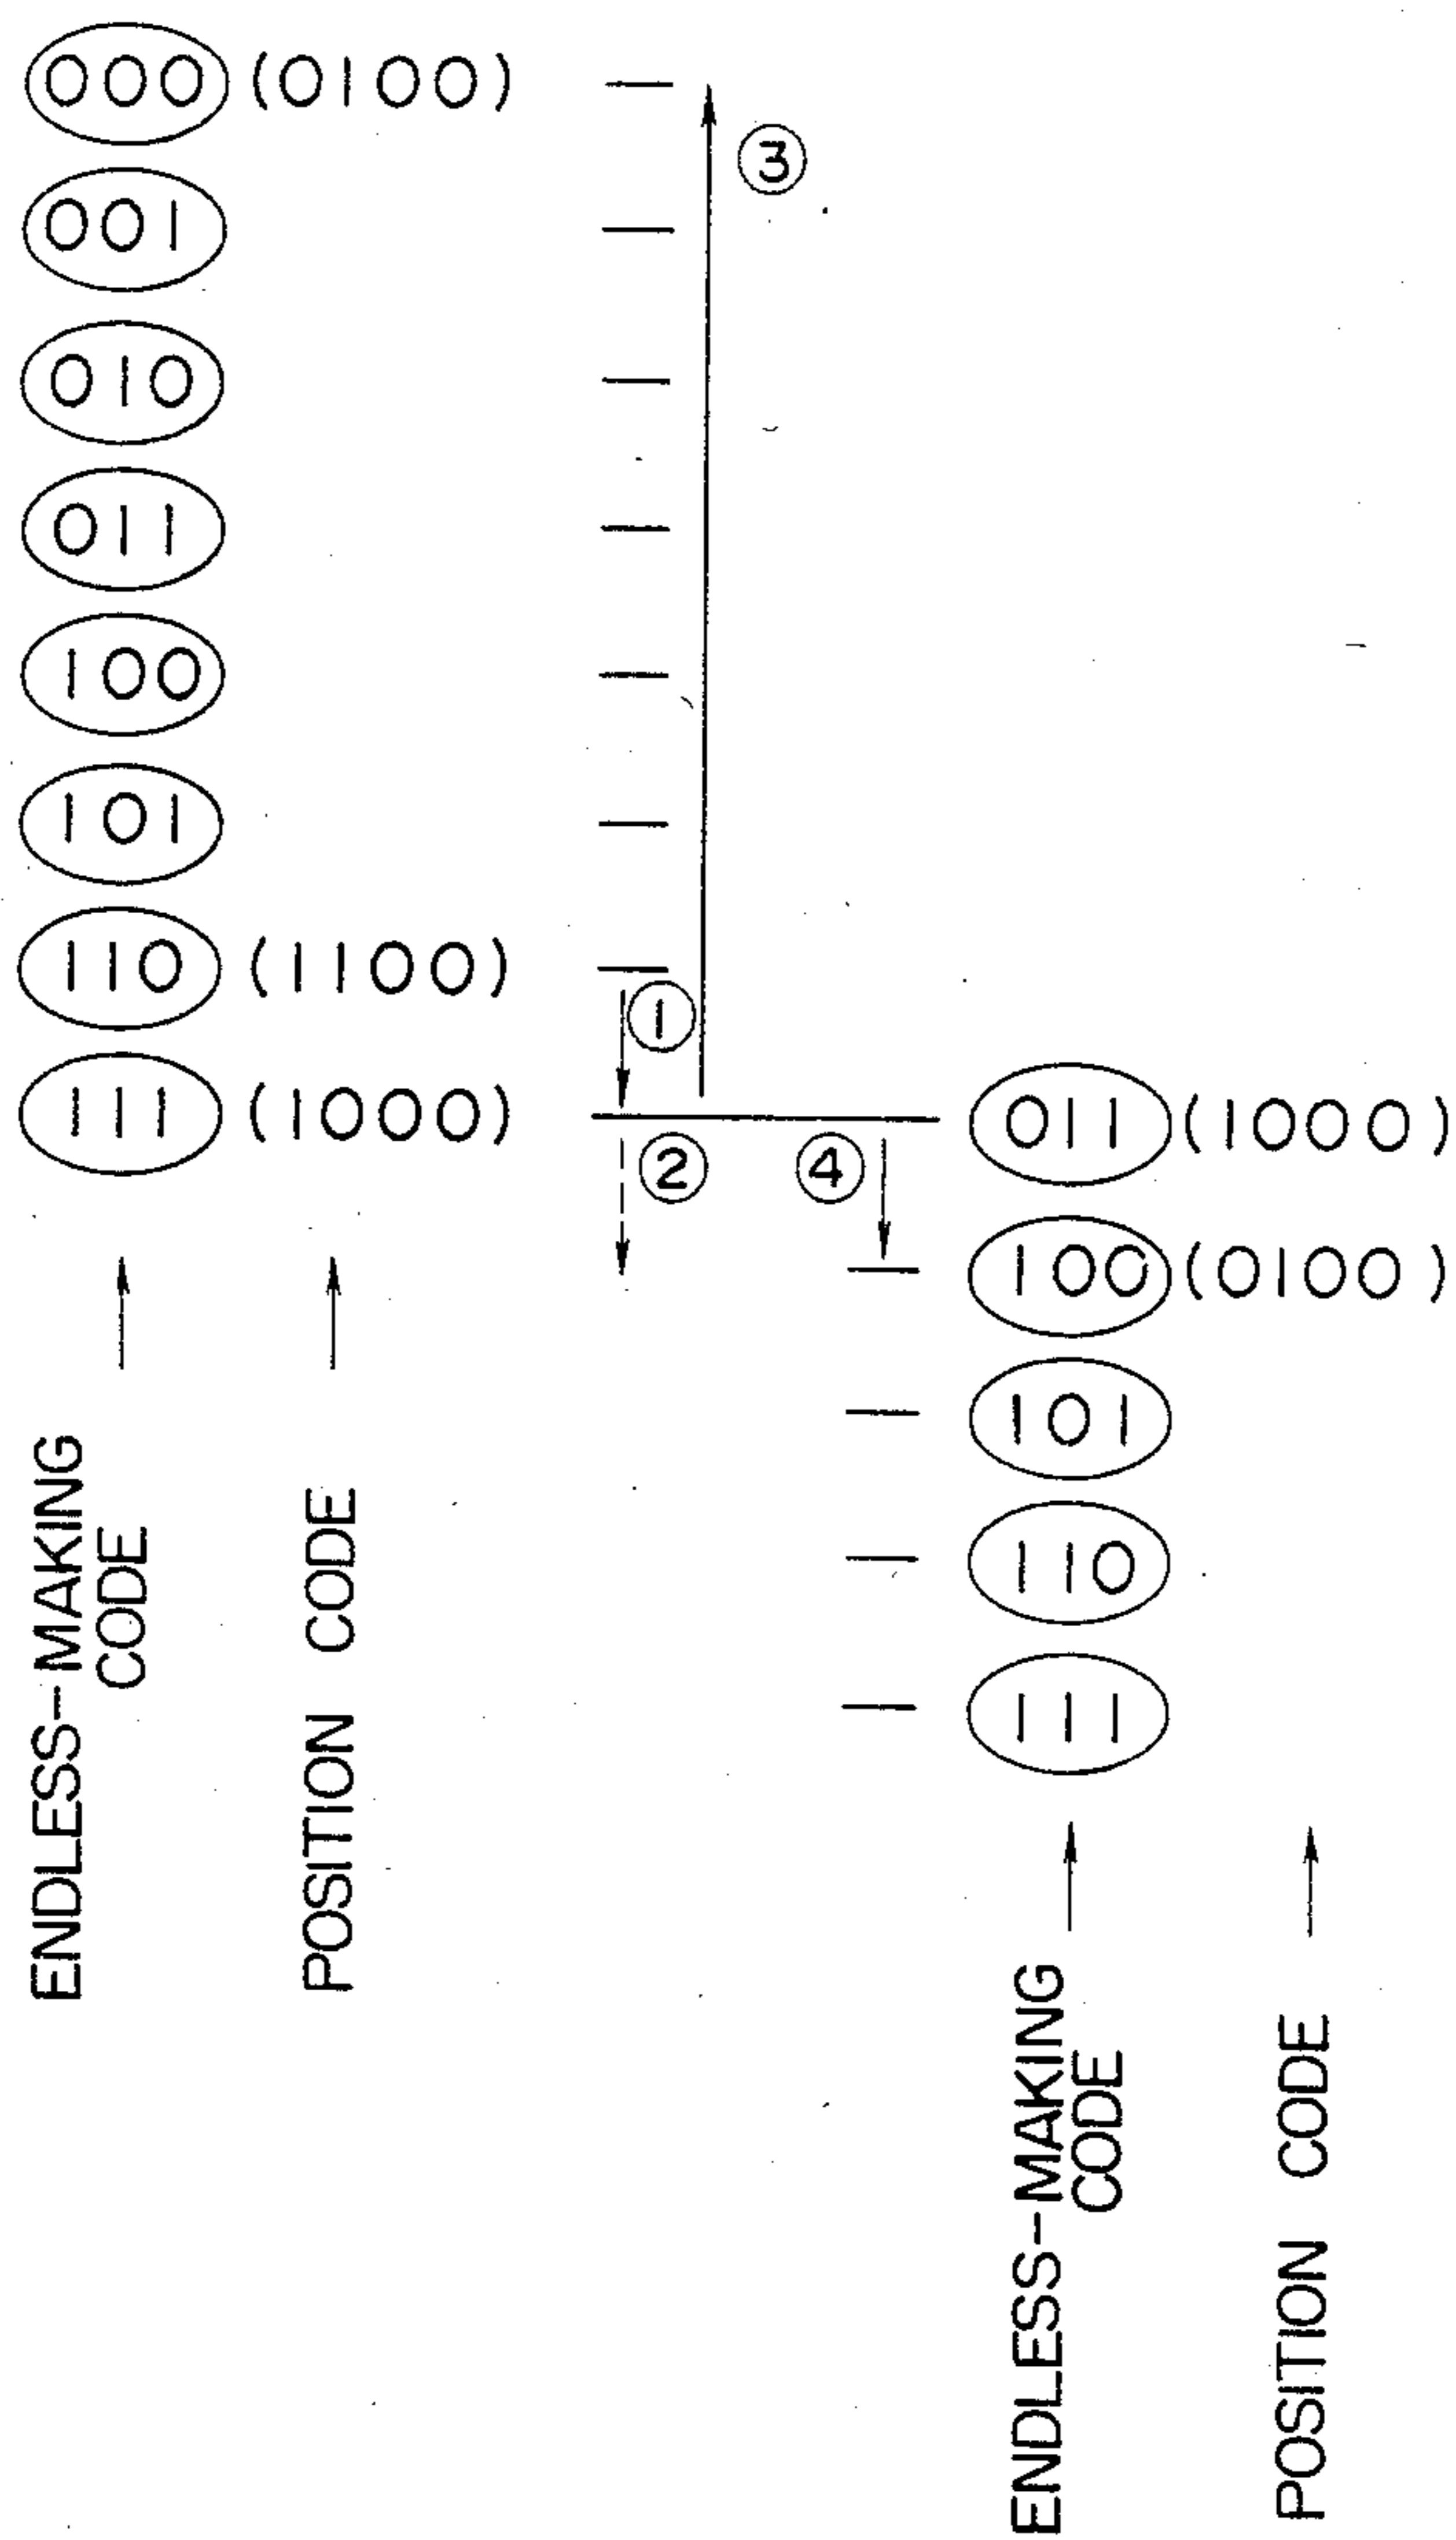 000 (0100)
001
010
011
100
101
110 (1100)
111 (1000)
③
①
②
④
011 (1000)
100 (0100)
101
110
111
ENDLESS-MAKING
CODE
POSITION CODE
ENDLESS-MAKING
CODE
POSITION CODE